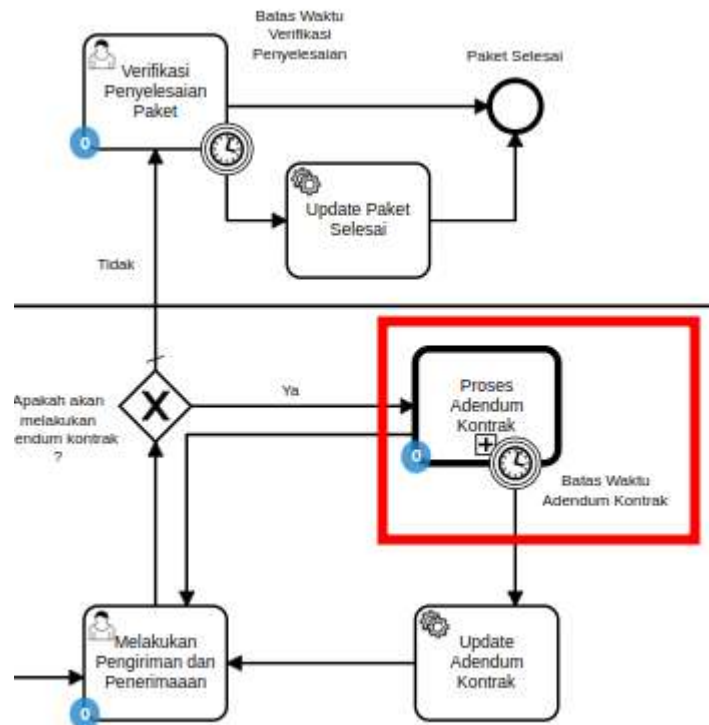 Batas Waktu
Verifikasi
Penyelesaian
Paket Selesai
Verifikasi
Penyelesaian
Paket
0
Update Paket
Selesai
Tidak
Apakah akan
melakukan
endum kontrak
?
Ya
Proses
Adendum
Kontrak
0
Batas Waktu
Adendum Kontrak
Melakukan
Pengiriman dan
Penerimaaan
0
Update
Adendum
Kontrak